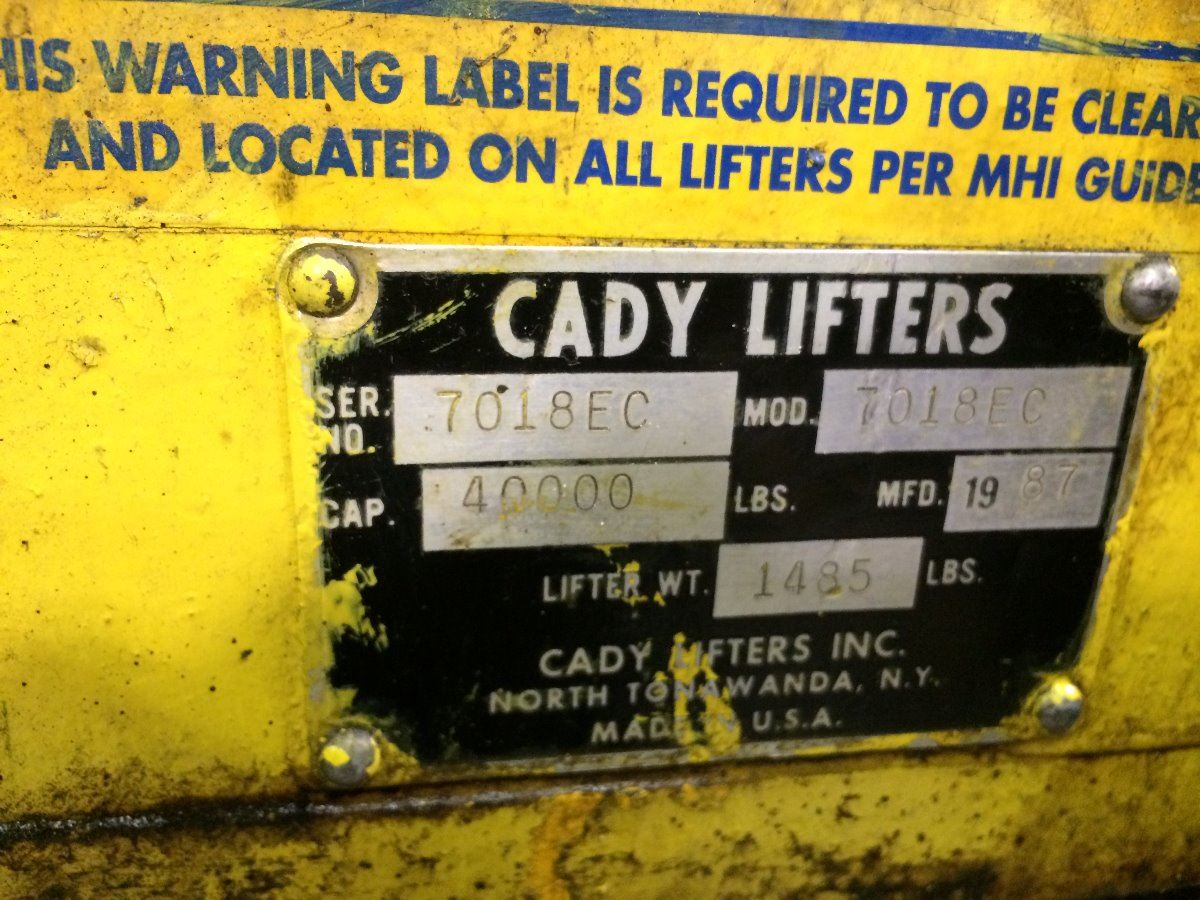 HIS WARNING LABEL IS REQUIRED TO BE CLEAR
AND LOCATED ON ALL LIFTERS PER MHI GUIDE
CADY LIFTERS
SER. NO. 7018EC MOD. 7018EC
CAP. 40000 LBS. MFD. 1987
LIFTER WT. 1485 LBS.
CADY LIFTERS INC.
NORTH TONAWANDA, N.Y.
MADE IN U.S.A.